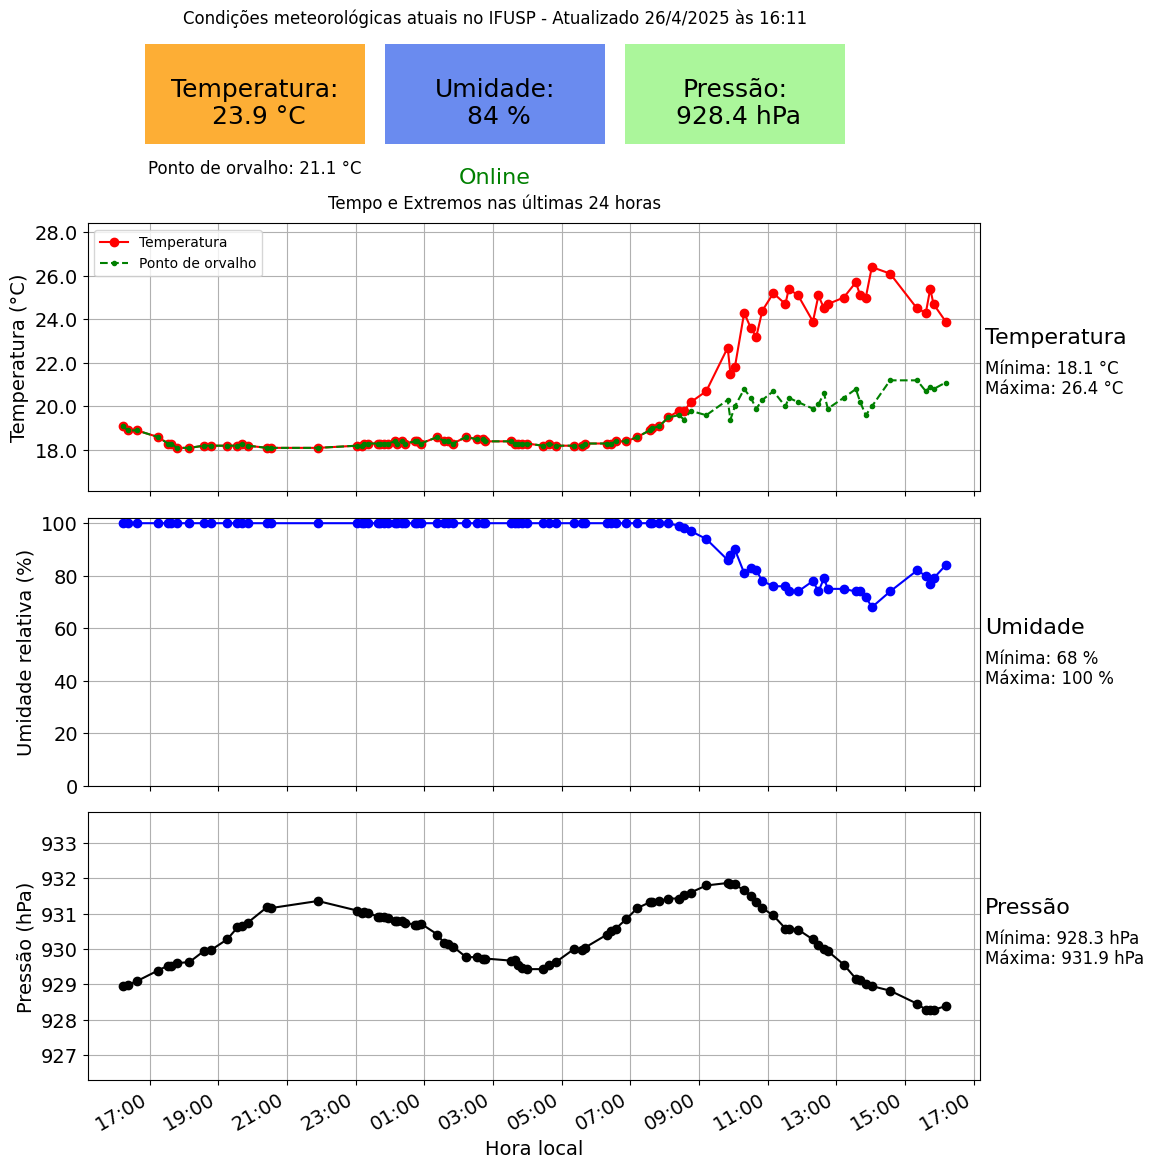 Condições meteorológicas atuais no IFUSP - Atualizado 26/4/2025 às 16:11
Temperatura:
23.9 °C
Umidade:
84 %
Pressão:
928.4 hPa
Ponto de orvalho: 21.1 °C
Online
Tempo e Extremos nas últimas 24 horas
Temperatura (°C)
28.0
26.0
24.0
22.0
20.0
18.0
Temperatura
Ponto de orvalho
Temperatura
Mínima: 18.1 °C
Máxima: 26.4 °C
Umidade relativa (%)
100
80
60
40
20
0
Umidade
Mínima: 68 %
Máxima: 100 %
Pressão (hPa)
933
932
931
930
929
928
927
Pressão
Mínima: 928.3 hPa
Máxima: 931.9 hPa
17:00 19:00 21:00 23:00 01:00 03:00 05:00 07:00 09:00 11:00 13:00 15:00 17:00
Hora local